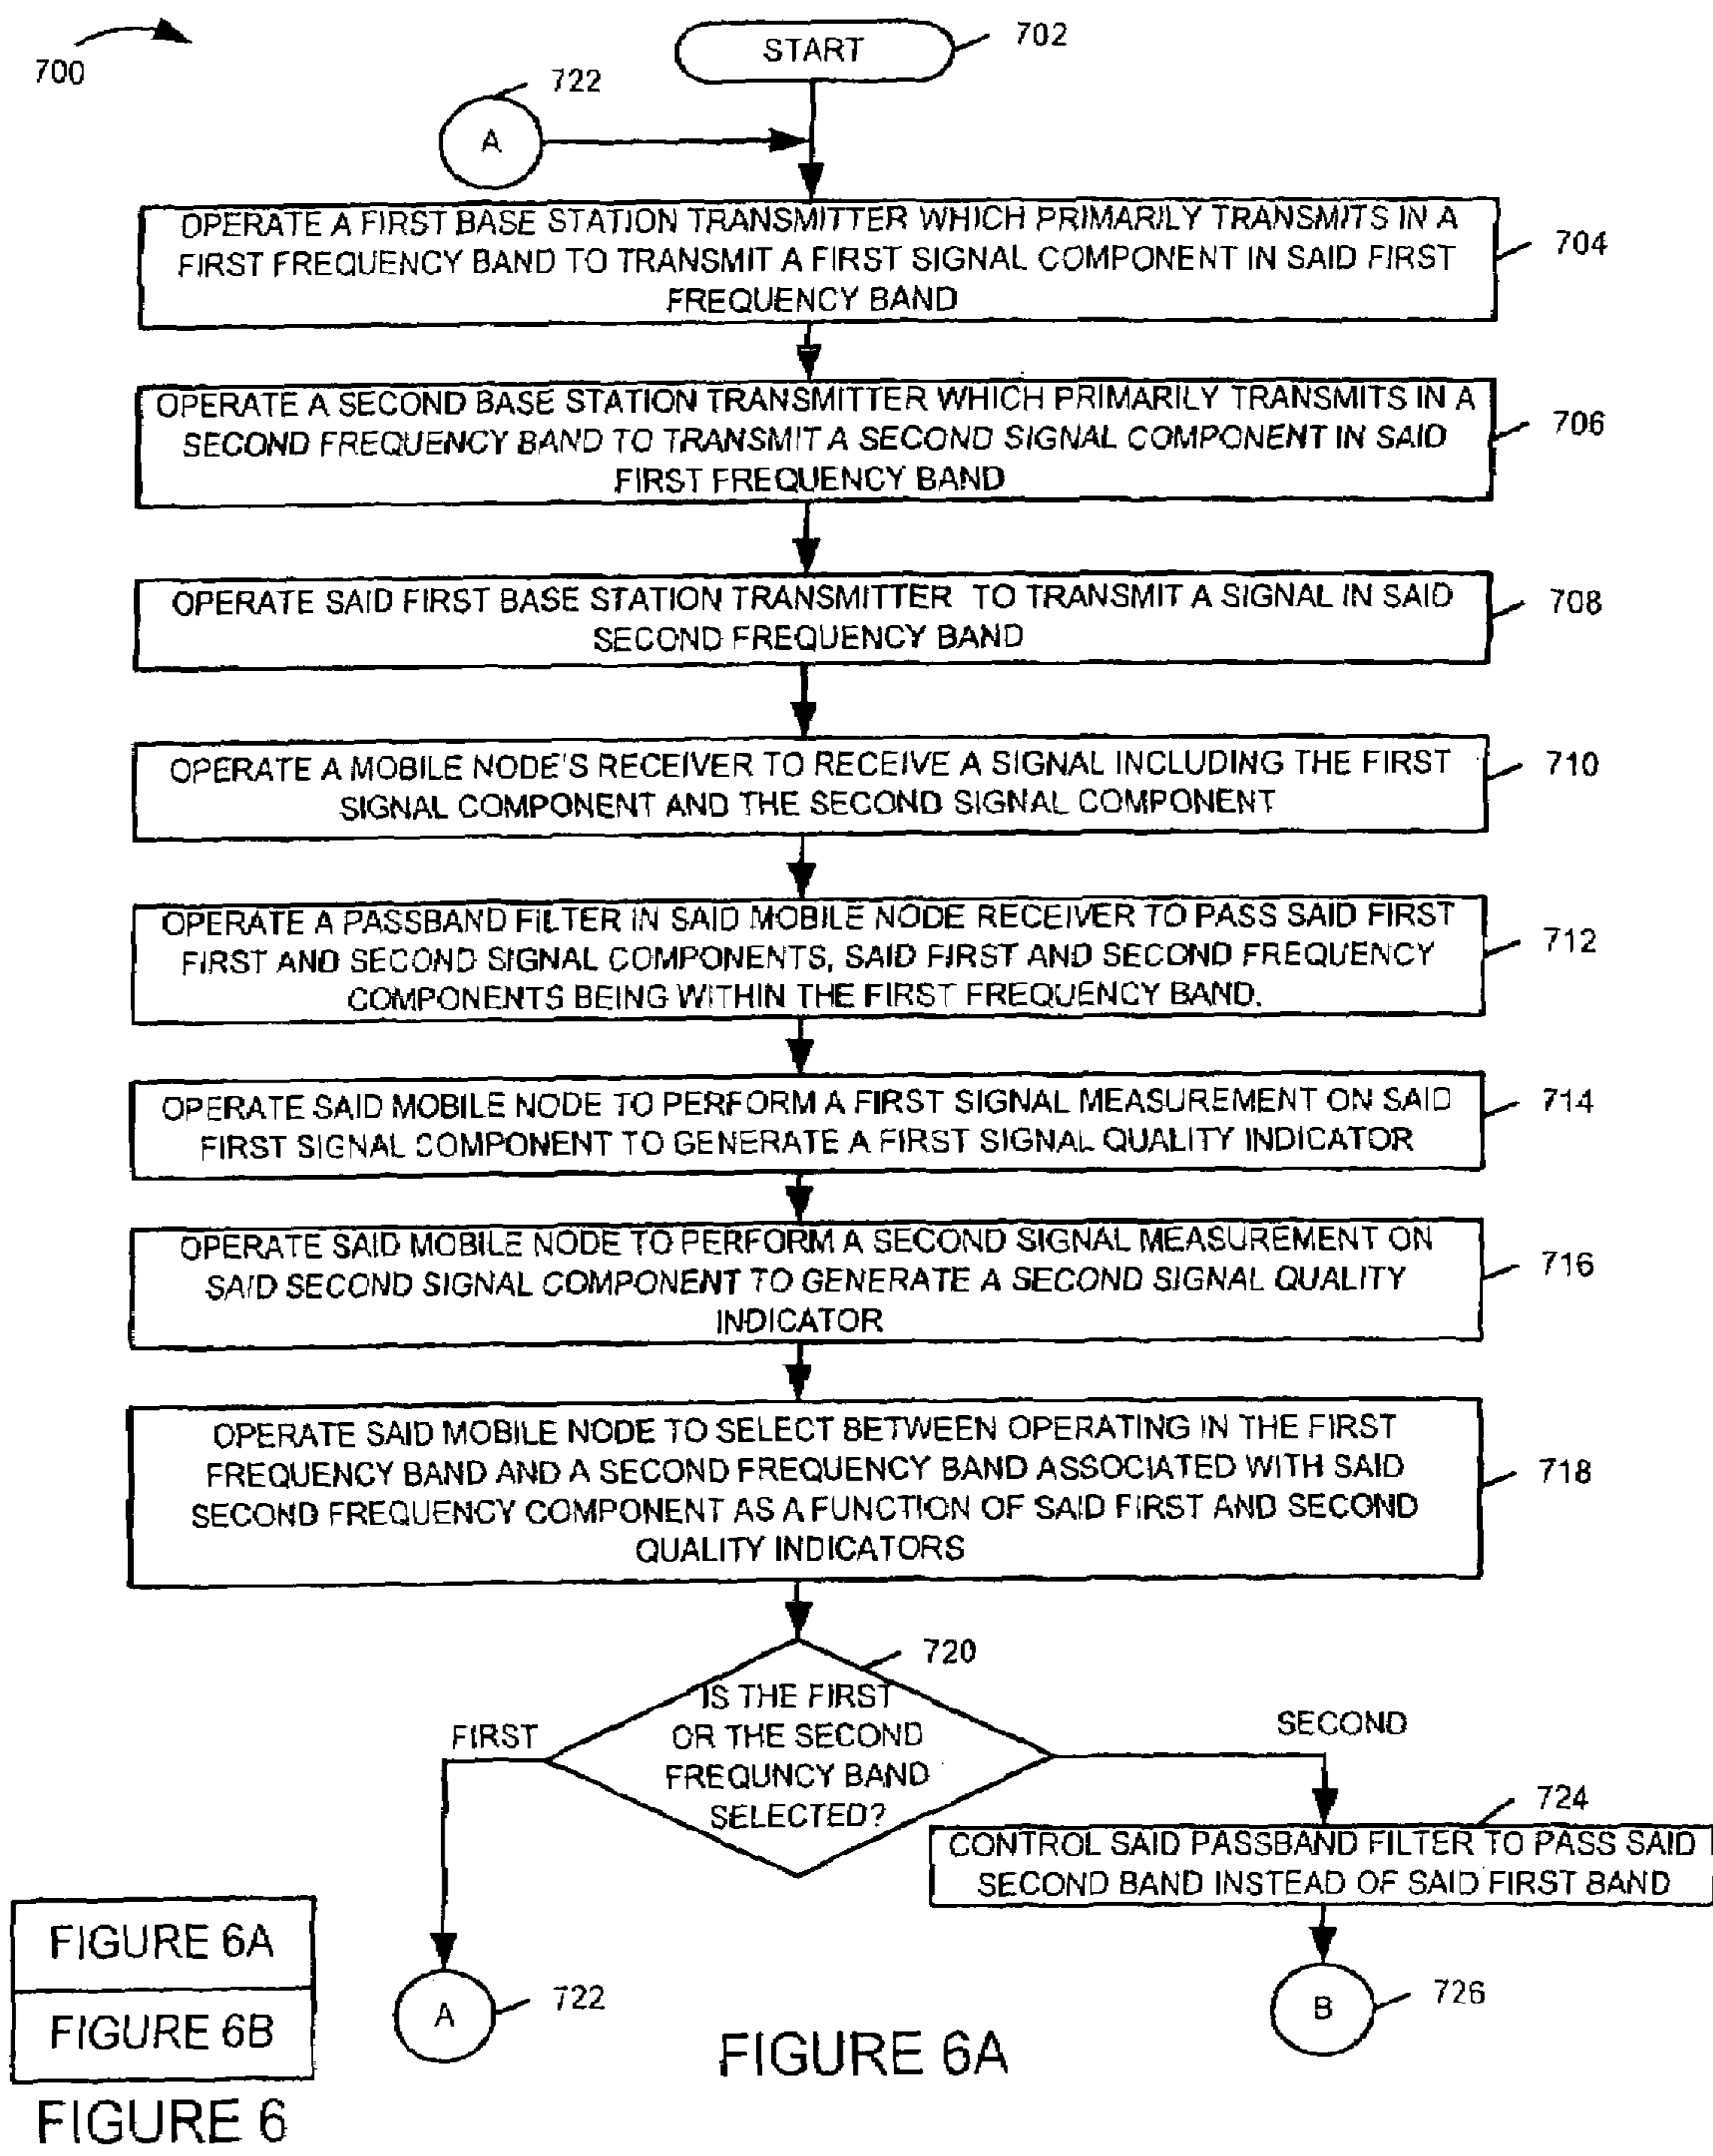 700
START
702
722
A
OPERATE A FIRST BASE STATION TRANSMITTER WHICH PRIMARILY TRANSMITS IN A
FIRST FREQUENCY BAND TO TRANSMIT A FIRST SIGNAL COMPONENT IN SAID FIRST
FREQUENCY BAND
704
OPERATE A SECOND BASE STATION TRANSMITTER WHICH PRIMARILY TRANSMITS IN A
SECOND FREQUENCY BAND TO TRANSMIT A SECOND SIGNAL COMPONENT IN SAID
FIRST FREQUENCY BAND
706
OPERATE SAID FIRST BASE STATION TRANSMITTER TO TRANSMIT A SIGNAL IN SAID
SECOND FREQUENCY BAND
708
OPERATE A MOBILE NODE'S RECEIVER TO RECEIVE A SIGNAL INCLUDING THE FIRST
SIGNAL COMPONENT AND THE SECOND SIGNAL COMPONENT
710
OPERATE A PASSBAND FILTER IN SAID MOBILE NODE RECEIVER TO PASS SAID FIRST
FIRST AND SECOND SIGNAL COMPONENTS, SAID FIRST AND SECOND FREQUENCY
COMPONENTS BEING WITHIN THE FIRST FREQUENCY BAND.
712
OPERATE SAID MOBILE NODE TO PERFORM A FIRST SIGNAL MEASUREMENT ON SAID
FIRST SIGNAL COMPONENT TO GENERATE A FIRST SIGNAL QUALITY INDICATOR
714
OPERATE SAID MOBILE NODE TO PERFORM A SECOND SIGNAL MEASUREMENT ON
SAID SECOND SIGNAL COMPONENT TO GENERATE A SECOND SIGNAL QUALITY
INDICATOR
716
OPERATE SAID MOBILE NODE TO SELECT BETWEEN OPERATING IN THE FIRST
FREQUENCY BAND AND A SECOND FREQUENCY BAND ASSOCIATED WITH SAID
SECOND FREQUENCY COMPONENT AS A FUNCTION OF SAID FIRST AND SECOND
QUALITY INDICATORS
718
720
IS THE FIRST
OR THE SECOND
FREQUNCY BAND
SELECTED?
FIRST
SECOND
724
CONTROL SAID PASSBAND FILTER TO PASS SAID
SECOND BAND INSTEAD OF SAID FIRST BAND
A
722
B
726
FIGURE 6A
FIGURE 6B
FIGURE 6
FIGURE 6A